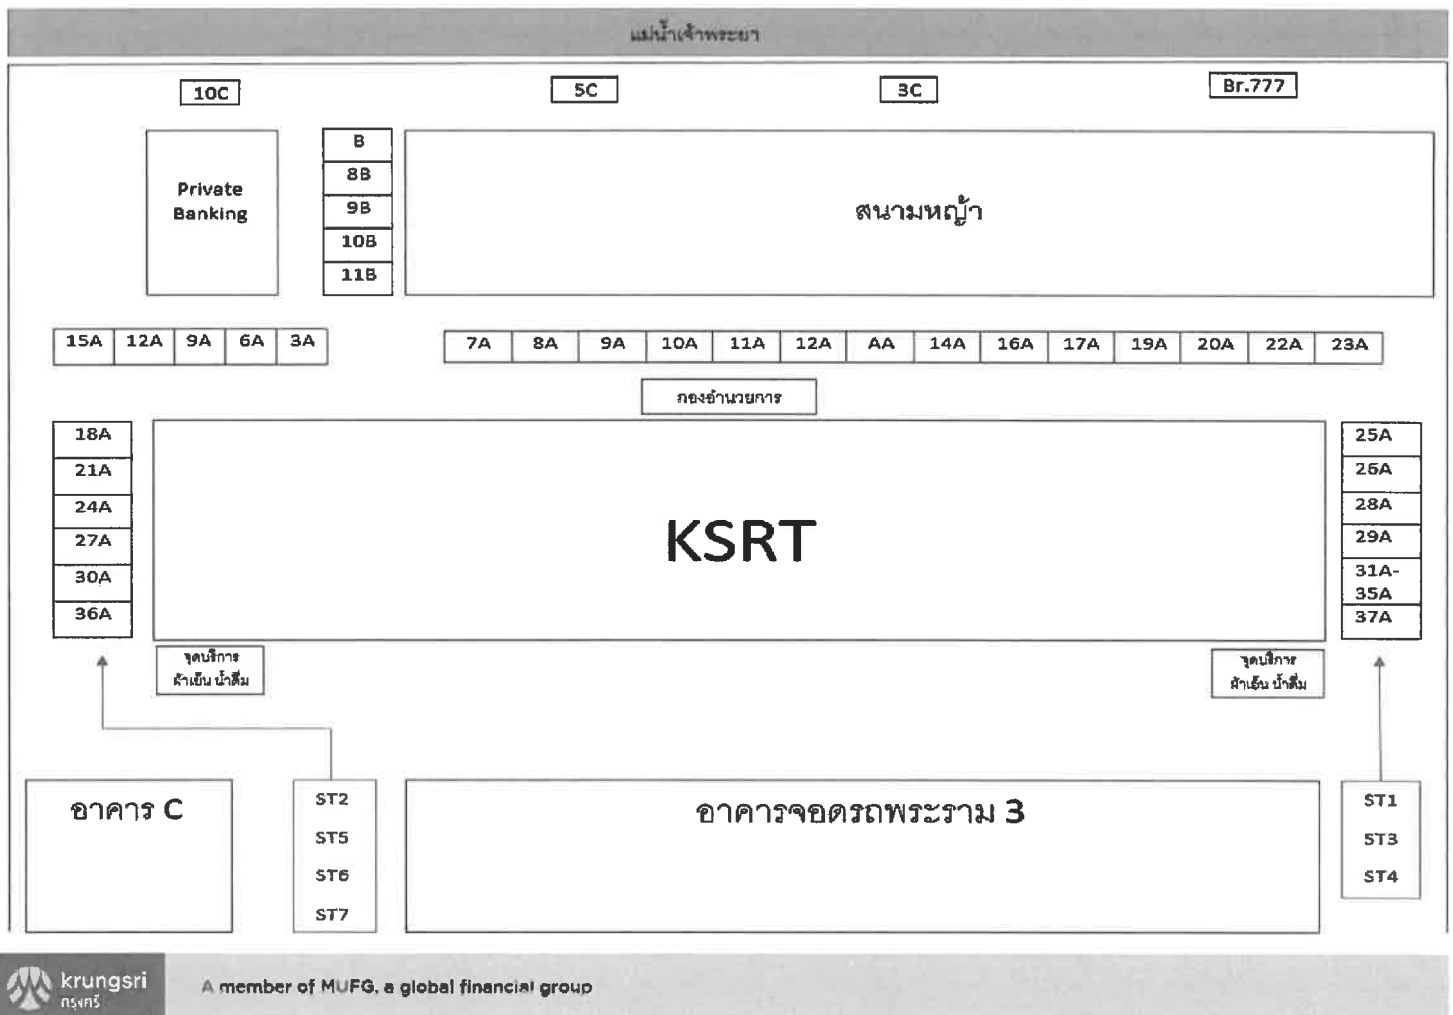 แม่น้ำเจ้าพระยา
10C 5C 3C Br.777
Private
Banking
B
8B
9B
10B
11B
สนามหญ้า
15A 12A 9A 6A 3A
7A 8A 9A 10A 11A 12A AA 14A 16A 17A 19A 20A 22A 23A
กองอำนวยการ
18A
21A
24A
27A
30A
36A
KSRT
25A
26A
28A
29A
31A-
35A
37A
จุดบริการ
ผ้าเย็น น้ำดื่ม
จุดบริการ
ผ้าเย็น น้ำดื่ม
อาคาร C
ST2
ST5
ST6
ST7
อาคารจอดรถพระราม 3
ST1
ST3
ST4
krungsri
กรุงศรี
A member of MUFG, a global financial group